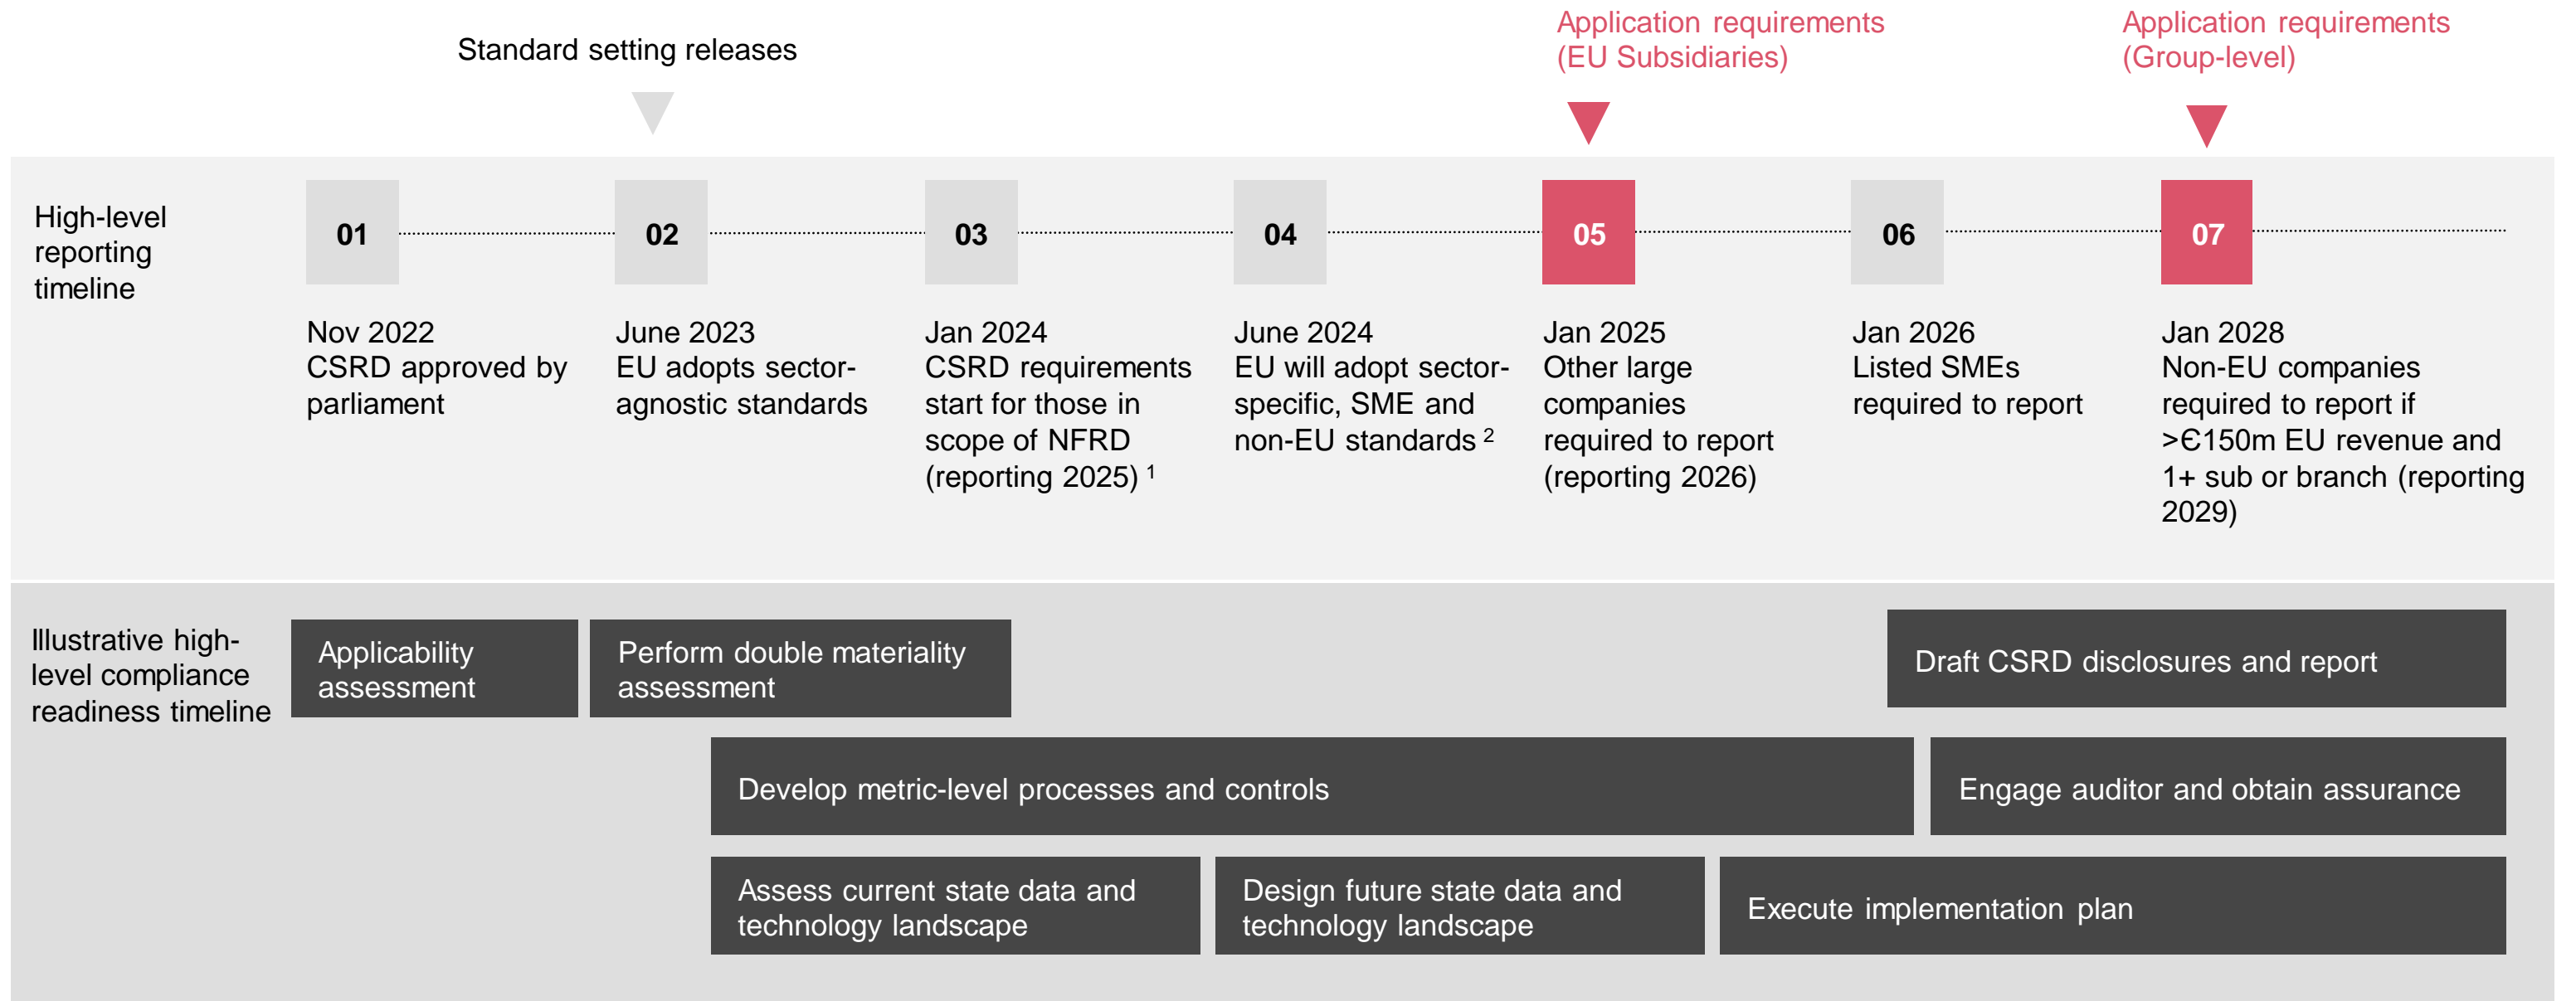 Standard setting releases
Application requirements
(EU Subsidiaries)
Application requirements
(Group-level)
High-level
reporting
timeline
01
02
03
04
05
06
07
Nov 2022
CSRD approved by
parliament
June 2023
EU adopts sector-
agnostic standards
Jan 2024
CSRD requirements
start for those in
scope of NFRD
(reporting 2025) 1
June 2024
EU will adopt sector-
specific, SME and
non-EU standards 2
Jan 2025
Other large
companies
required to report
(reporting 2026)
Jan 2026
Listed SMEs
required to report
Jan 2028
Non-EU companies
required to report if
>€150m EU revenue and
1+ sub or branch (reporting
2029)
Illustrative high-
level compliance
readiness timeline
Applicability
assessment
Perform double materiality
assessment
Draft CSRD disclosures and report
Develop metric-level processes and controls
Engage auditor and obtain assurance
Assess current state data and
technology landscape
Design future state data and
technology landscape
Execute implementation plan